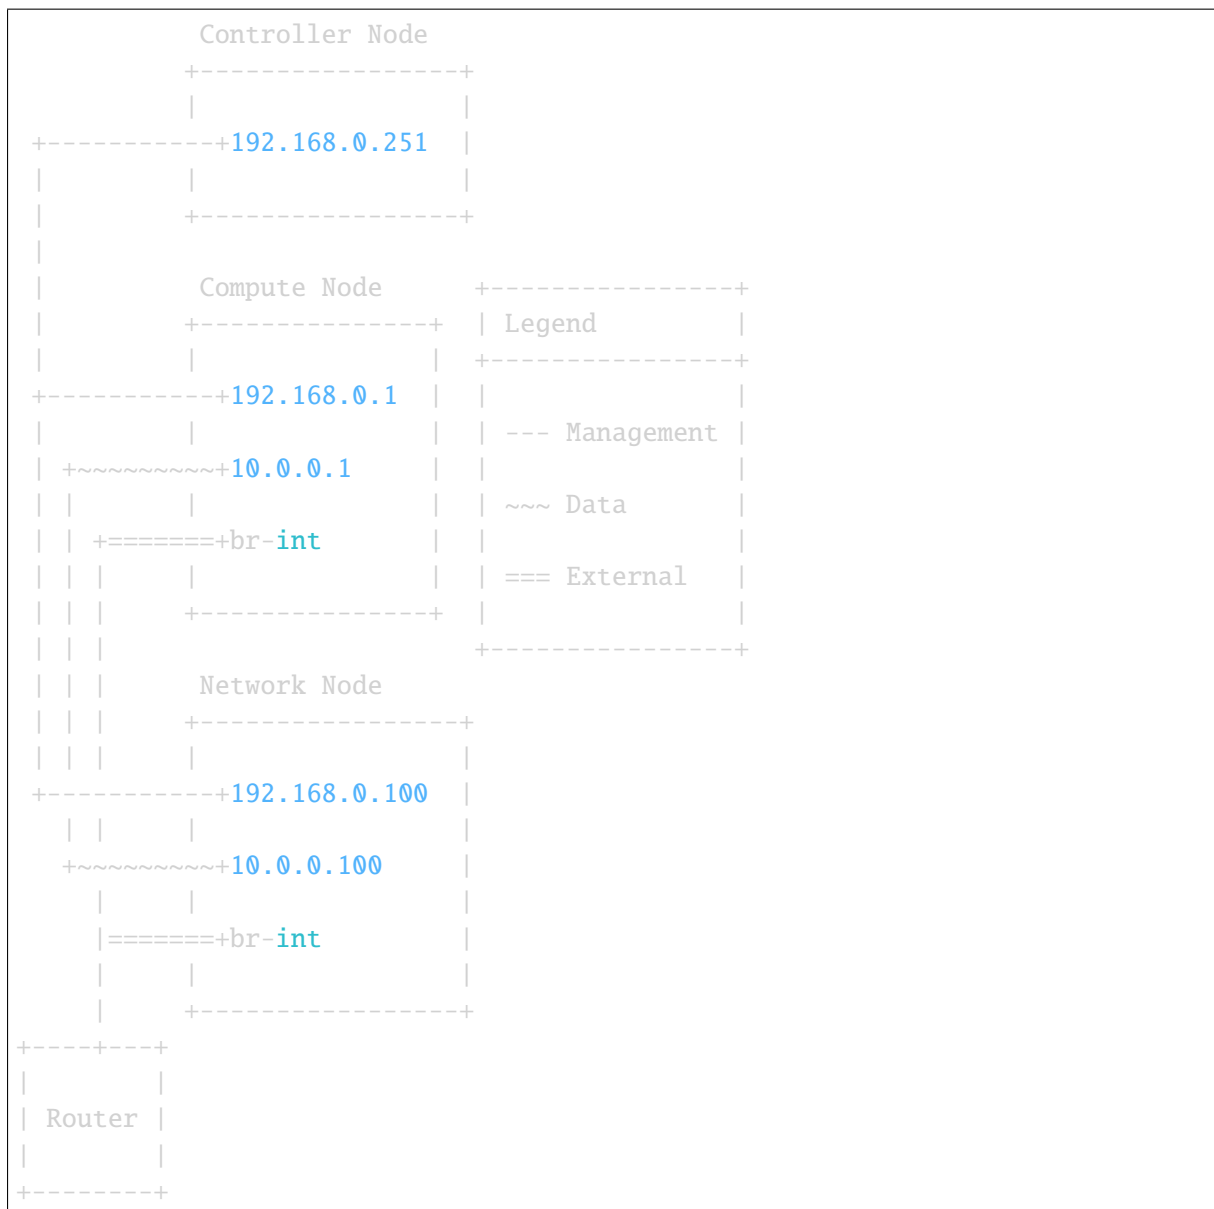 Controller Node
192.168.0.251
Compute Node
Legend
192.168.0.1
--- Management
10.0.0.1
~~~ Data
br-int
=== External
Network Node
192.168.0.100
10.0.0.100
br-int
Router